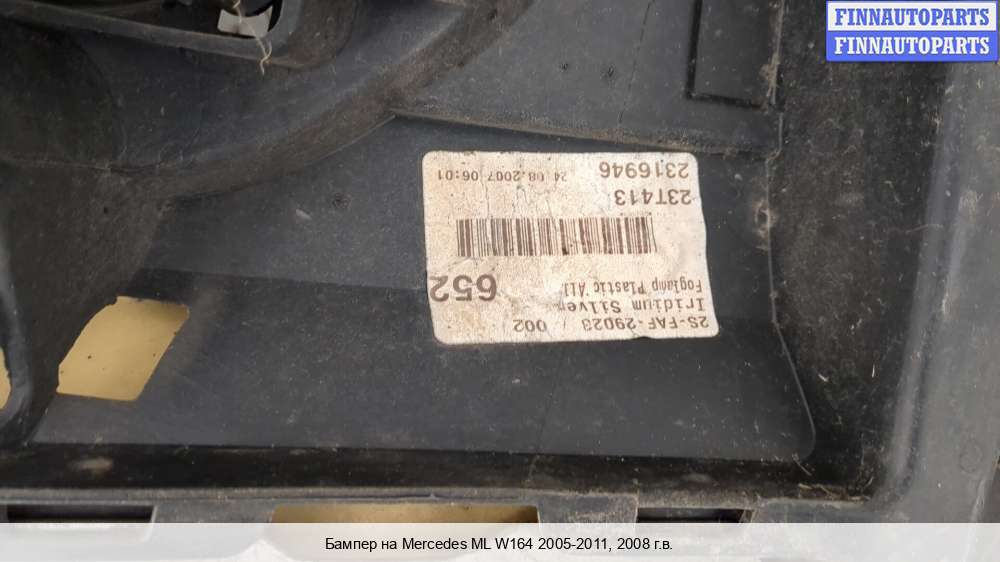 FINNAUTOPARTS
FINNAUTOPARTS
2S-FAF-29023 / 002
Iridium Silver
Foglamp Plastic All
652
23T413
2316946
24 08.2007 06:01
Бампер на Mercedes ML W164 2005-2011, 2008 г.в.